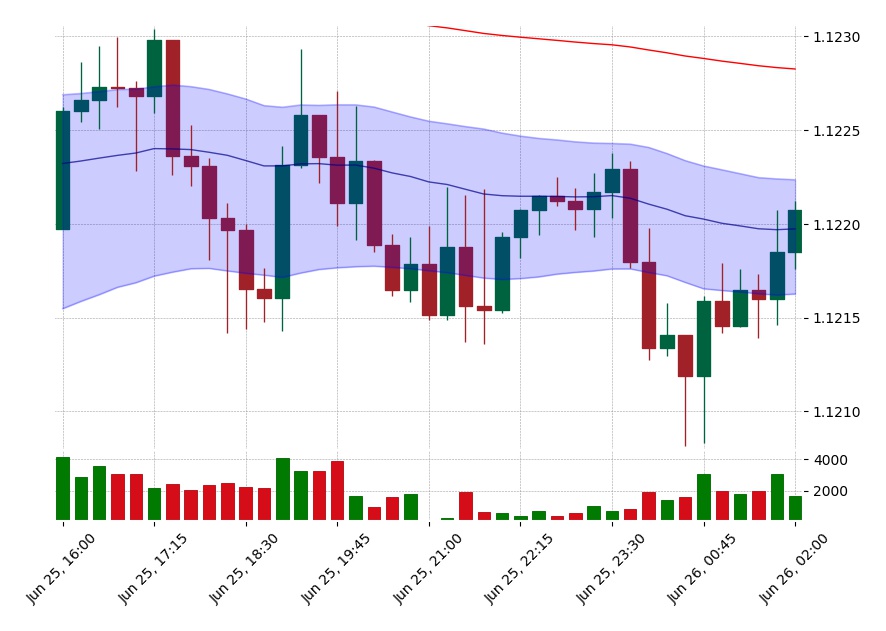 1.1230
1.1225
1.1220
1.1215
1.1210
4000
2000
Jun 25, 16:00
Jun 25, 17:15
Jun 25, 18:30
Jun 25, 19:45
Jun 25, 21:00
Jun 25, 22:15
Jun 25, 23:30
Jun 26, 00:45
Jun 26, 02:00